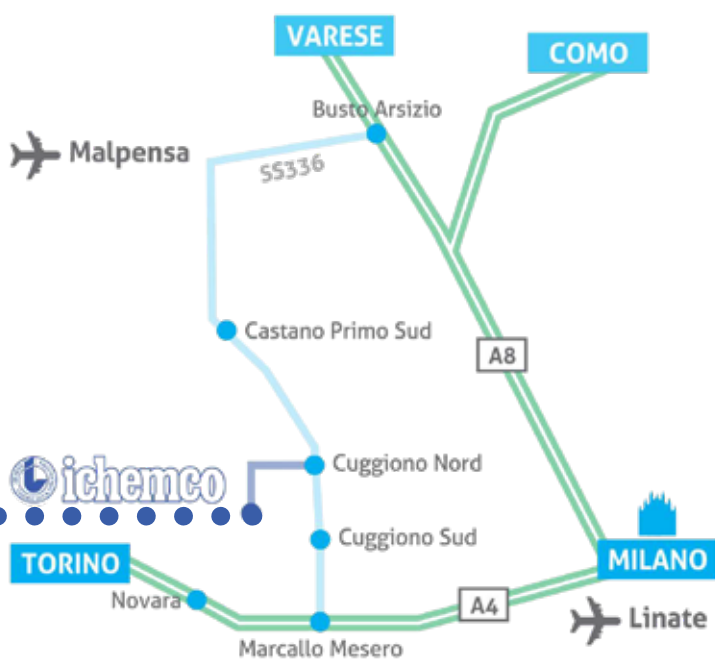 VARESE
COMO
Busto Arsizio
Malpensa
SS336
Castano Primo Sud
A8
Cuggiono Nord
ichemco
Cuggiono Sud
TORINO
MILANO
Novara
A4
Linate
Marcallo Mesero